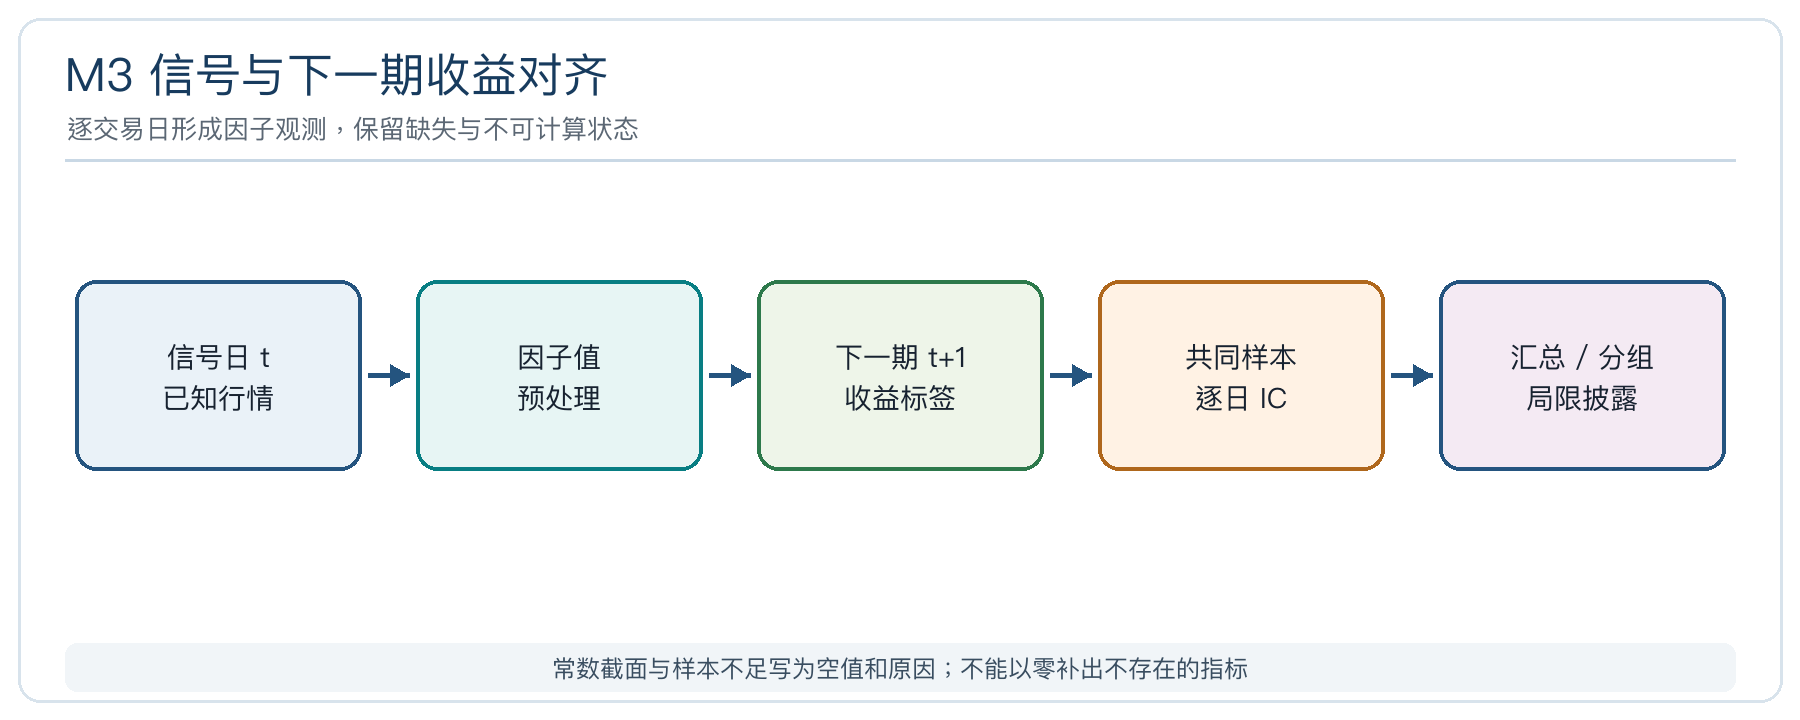 M3 信号与下一期收益对齐
逐交易日形成因子观测，保留缺失与不可计算状态
信号日 t
已知行情
因子值
预处理
下一期 t+1
收益标签
共同样本
逐日 IC
汇总 / 分组
局限披露
常数截面与样本不足写为空值和原因；不能以零补出不存在的指标